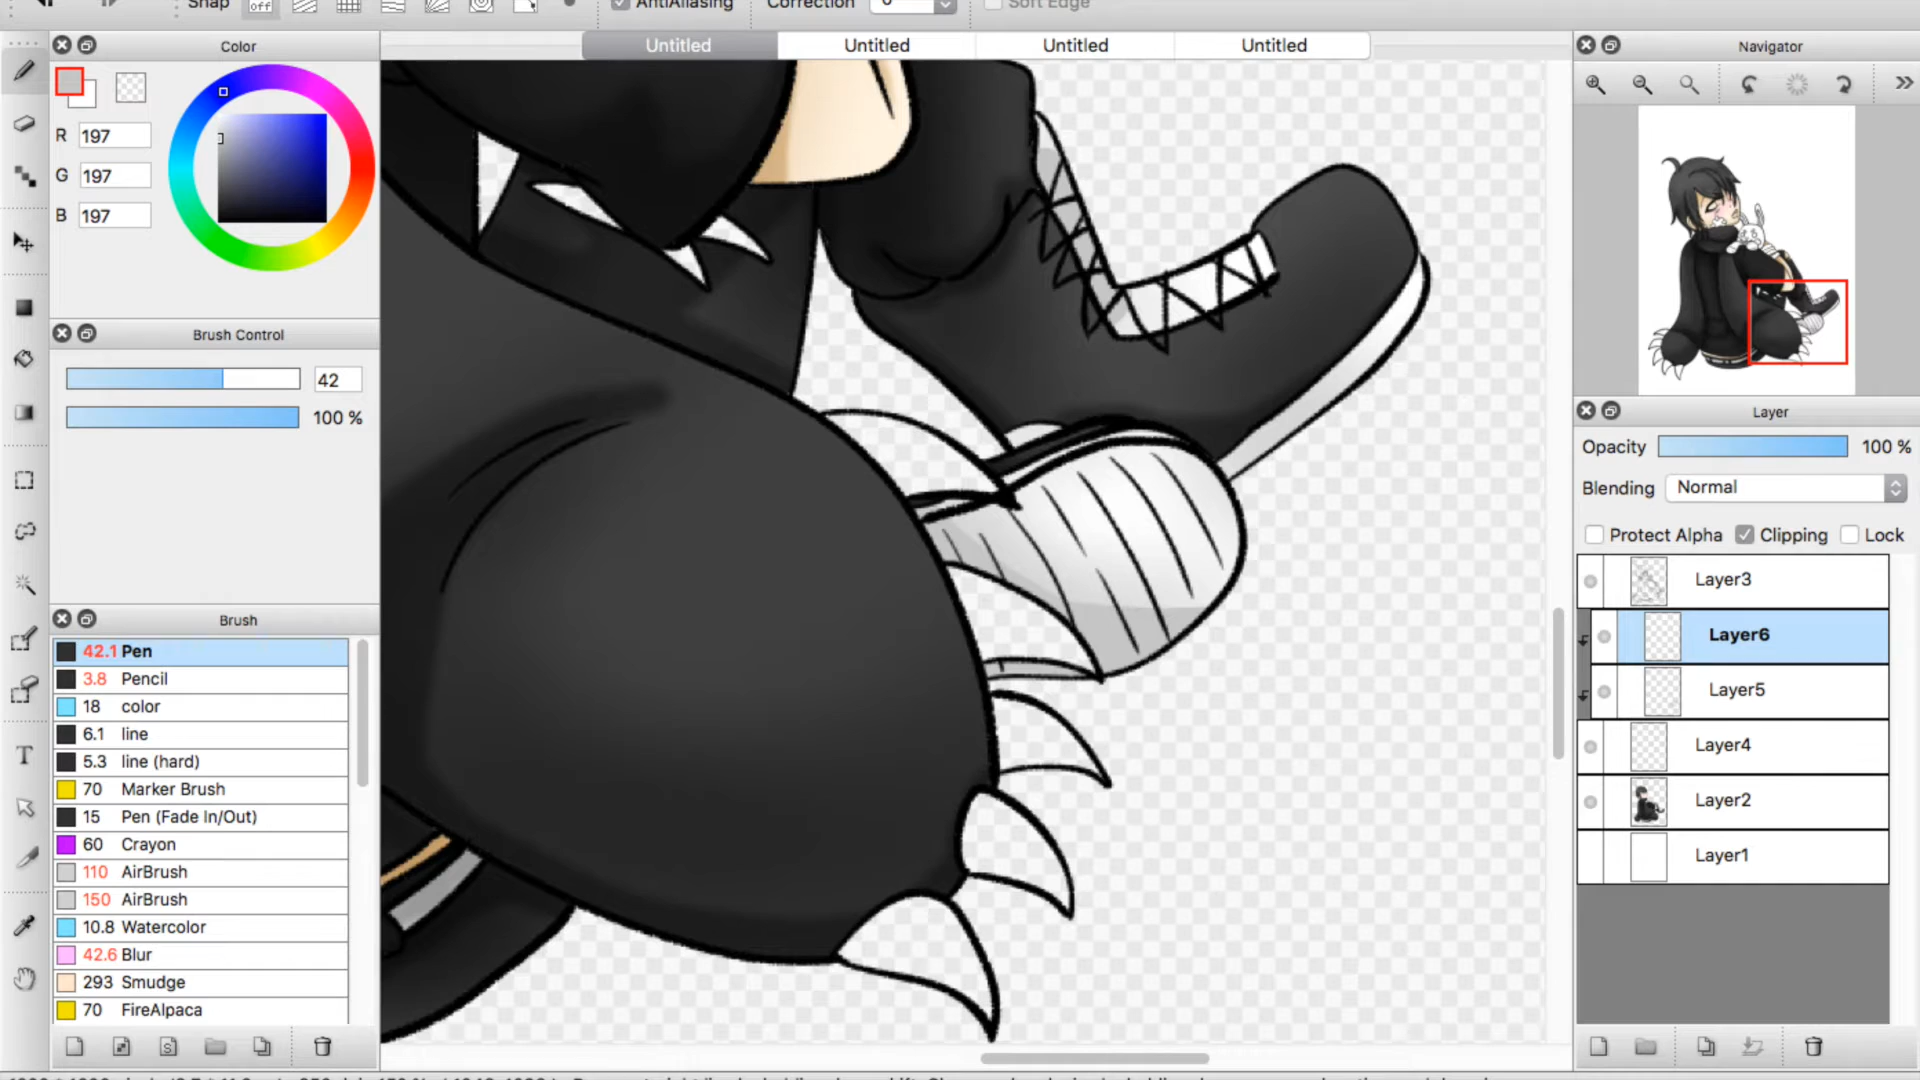 Snap
off
AntiAliasing
Correction
0
Soft Edge
Color
Untitled
Untitled
Untitled
Untitled
Navigator
R 197
G 197
B 197
Brush Control
42
100 %
Brush
42.1 Pen
3.8 Pencil
18 color
6.1 line
5.3 line (hard)
70 Marker Brush
15 Pen (Fade In/Out)
60 Crayon
110 AirBrush
150 AirBrush
10.8 Watercolor
42.6 Blur
293 Smudge
70 FireAlpaca
Layer
Opacity 100 %
Blending Normal
Protect Alpha Clipping Lock
Layer3
Layer6
Layer5
Layer4
Layer2
Layer1